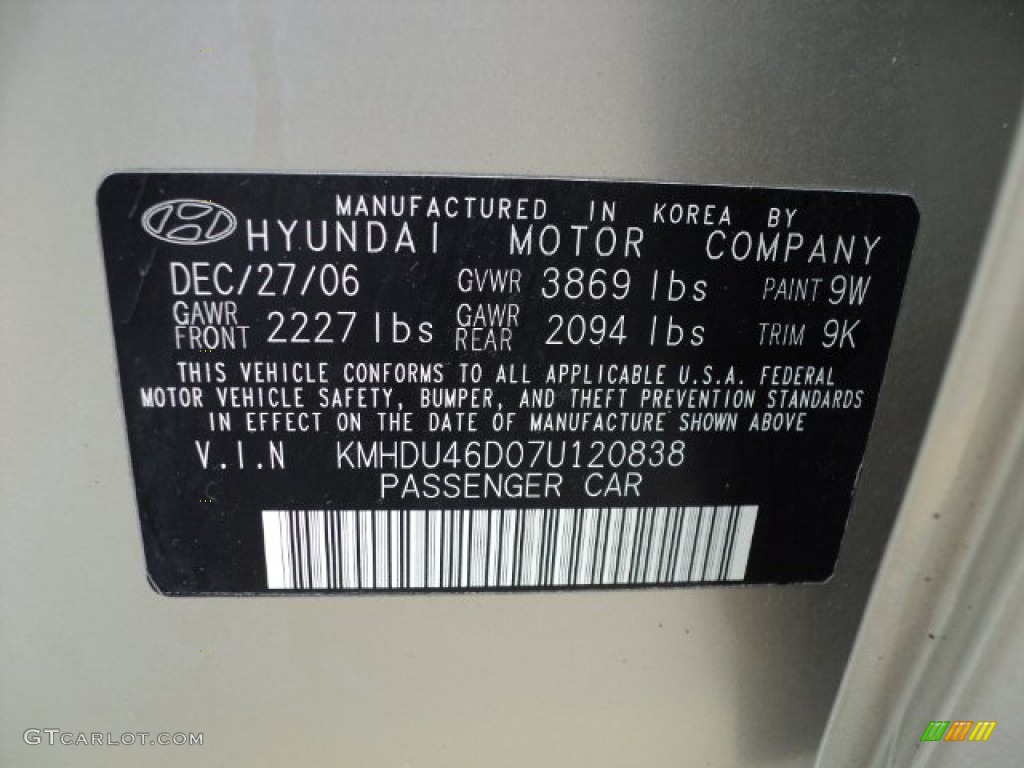 MANUFACTURED IN KOREA BY
HYUNDAI MOTOR COMPANY
DEC/27/06 GVWR 3869 lbs PAINT 9W
GAWR FRONT 2227 lbs GAWR REAR 2094 lbs TRIM 9K
THIS VEHICLE CONFORMS TO ALL APPLICABLE U.S.A. FEDERAL
MOTOR VEHICLE SAFETY, BUMPER, AND THEFT PREVENTION STANDARDS
IN EFFECT ON THE DATE OF MANUFACTURE SHOWN ABOVE
V.I.N KMHDU46D07U120838
PASSENGER CAR
GTCARLOT.COM